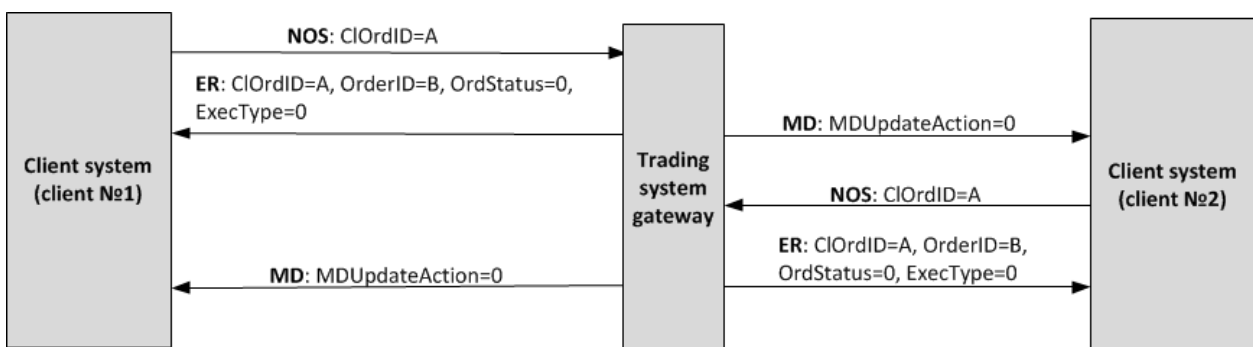 NOS: ClOrdID=A
ER: ClOrdID=A, OrderID=B, OrdStatus=0,
ExecType=0
MD: MDUpdateAction=0
Client system
(client №1)
Trading
system
gateway
Client system
(client №2)
NOS: ClOrdID=A
ER: ClOrdID=A, OrderID=B,
OrdStatus=0, ExecType=0
MD: MDUpdateAction=0